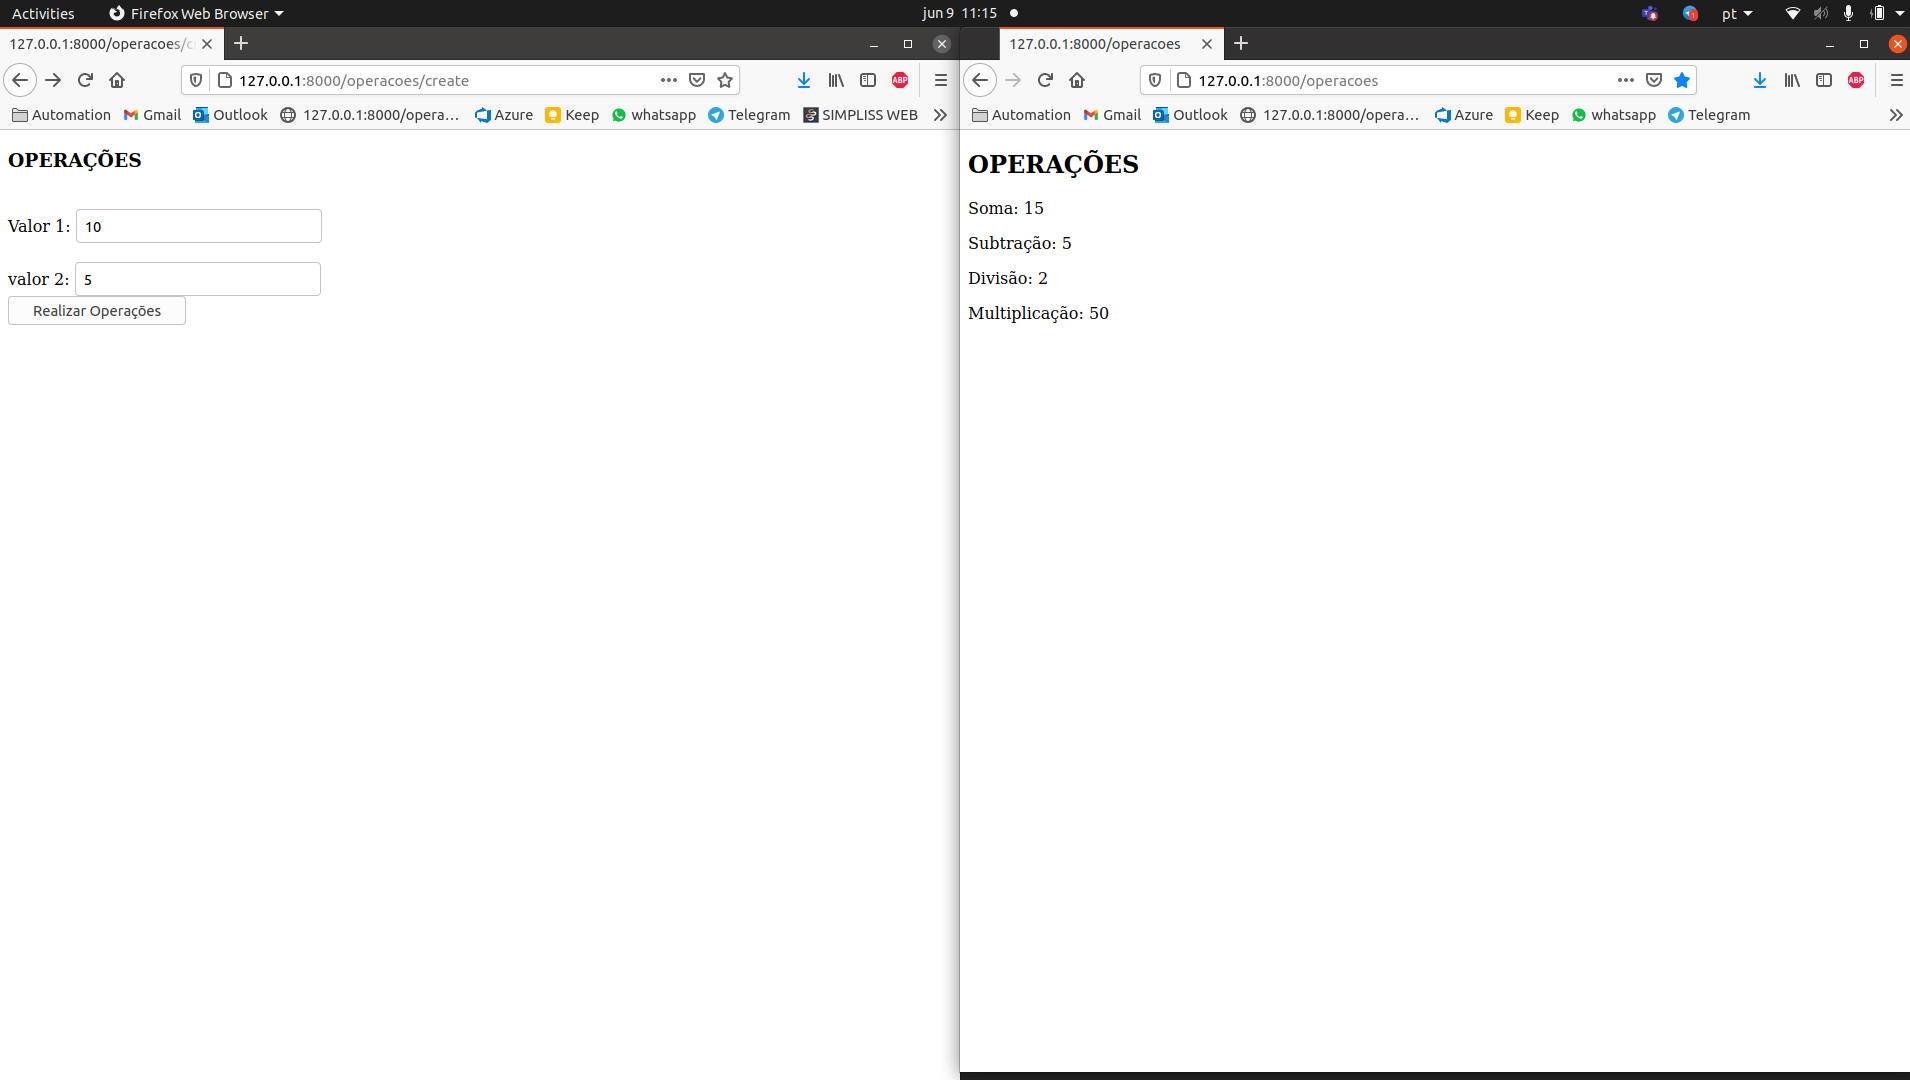 Activities Firefox Web Browser jun 9 11:15 pt
127.0.0.1:8000/operacoes/c
127.0.0.1:8000/operacoes/create
Automation Gmail Outlook 127.0.0.1:8000/opera… Azure Keep whatsapp Telegram SIMPLISS WEB
OPERAÇÕES
Valor 1: 10
valor 2: 5
Realizar Operações
127.0.0.1:8000/operacoes
127.0.0.1:8000/operacoes
Automation Gmail Outlook 127.0.0.1:8000/opera… Azure Keep whatsapp Telegram
OPERAÇÕES
Soma: 15
Subtração: 5
Divisão: 2
Multiplicação: 50